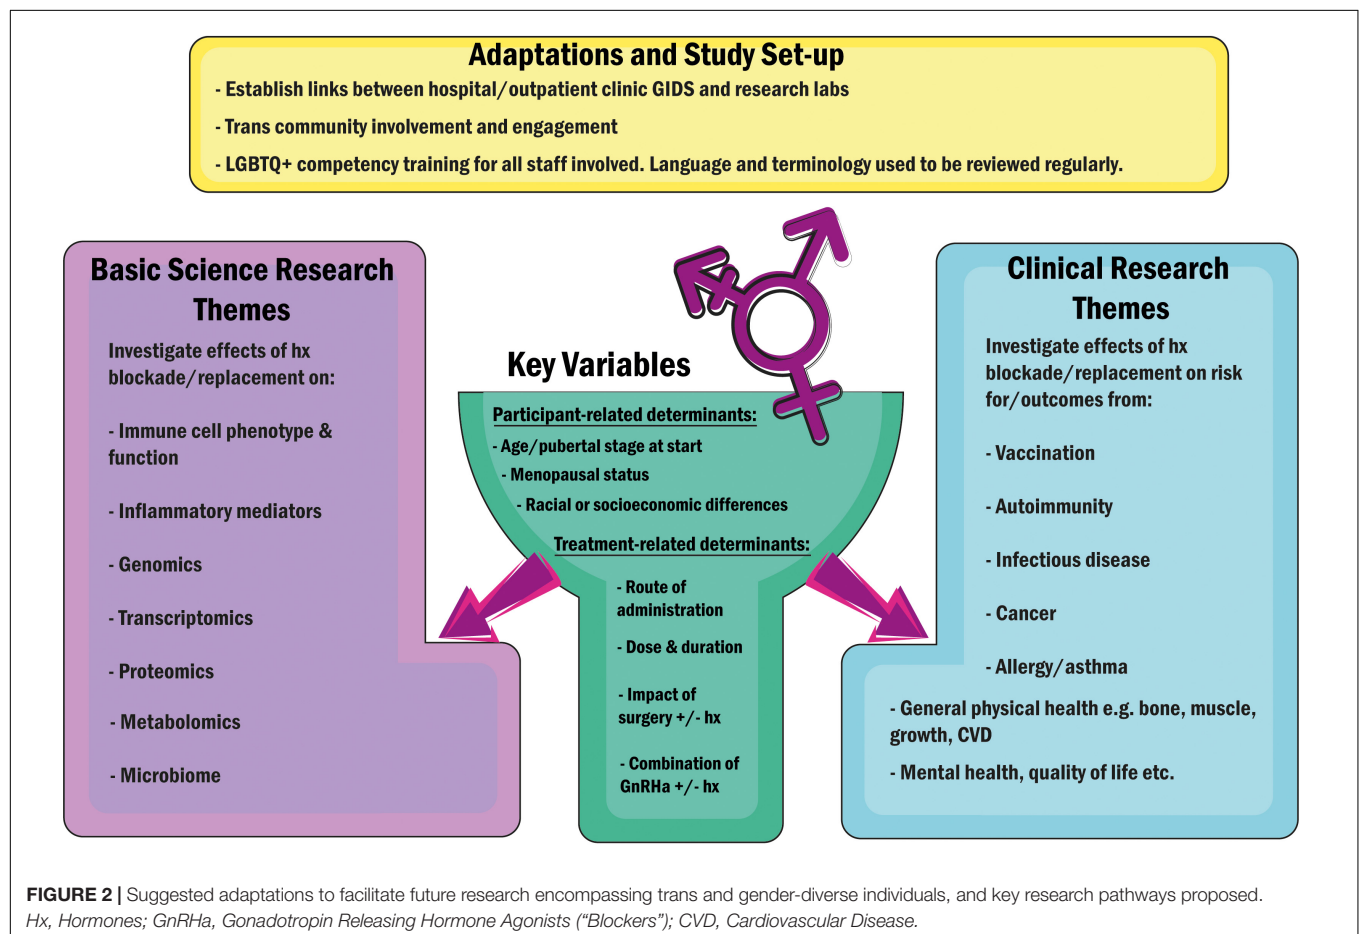 Adaptations and Study Set-up
- Establish links between hospital/outpatient clinic GIDS and research labs
- Trans community involvement and engagement
- LGBTQ+ competency training for all staff involved. Language and terminology used to be reviewed regularly.
Basic Science Research
Themes
Investigate effects of hx
blockade/replacement on:
- Immune cell phenotype &
function
- Inflammatory mediators
- Genomics
- Transcriptomics
- Proteomics
- Metabolomics
- Microbiome
Key Variables
Participant-related determinants:
- Age/pubertal stage at start
- Menopausal status
- Racial or socioeconomic differences
Treatment-related determinants:
- Route of
administration
- Dose & duration
- Impact of
surgery +/- hx
- Combination of
GnRHa +/- hx
Clinical Research
Themes
Investigate effects of hx
blockade/replacement on risk
for/outcomes from:
- Vaccination
- Autoimmunity
- Infectious disease
- Cancer
- Allergy/asthma
- General physical health e.g. bone, muscle,
growth, CVD
- Mental health, quality of life etc.
FIGURE 2 | Suggested adaptations to facilitate future research encompassing trans and gender-diverse individuals, and key research pathways proposed.
Hx, Hormones; GnRHa, Gonadotropin Releasing Hormone Agonists (“Blockers”); CVD, Cardiovascular Disease.